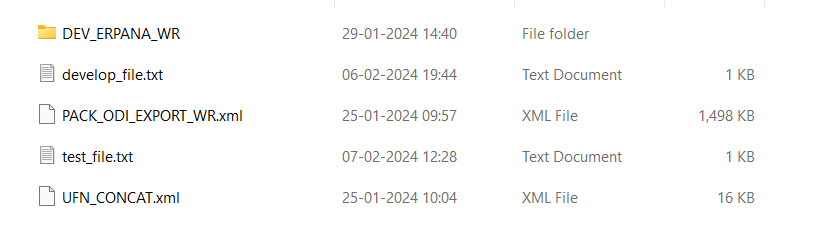 DEV_ERPANA_WR 29-01-2024 14:40 File folder
develop_file.txt 06-02-2024 19:44 Text Document 1 KB
PACK_ODI_EXPORT_WR.xml 25-01-2024 09:57 XML File 1,498 KB
test_file.txt 07-02-2024 12:28 Text Document 1 KB
UFN_CONCAT.xml 25-01-2024 10:04 XML File 16 KB